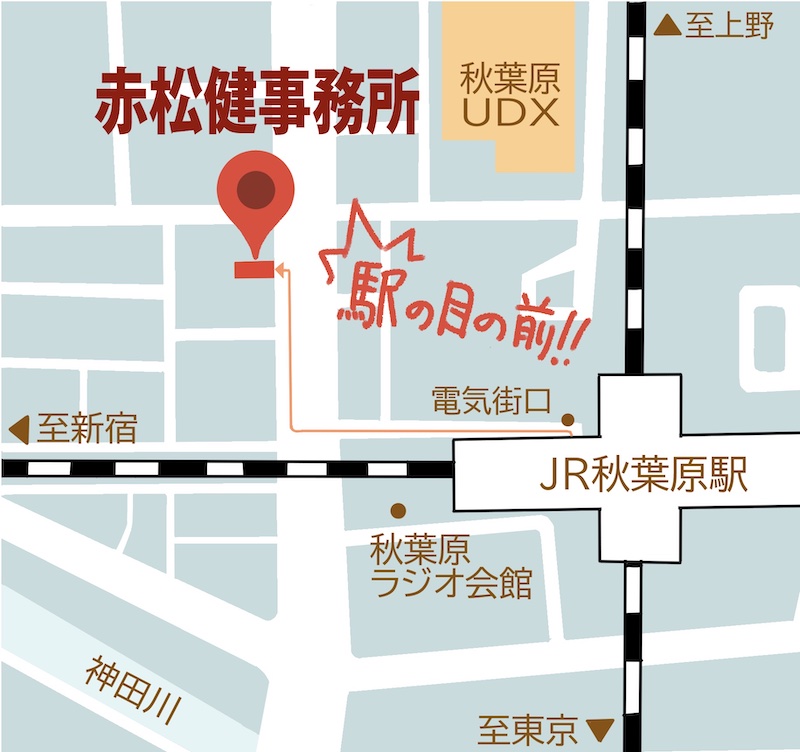 ▲至上野
秋葉原
UDX
赤松健事務所
駅の目の前!!
電気街口
◀至新宿
JR秋葉原駅
秋葉原
ラジオ会館
神田川
至東京▼